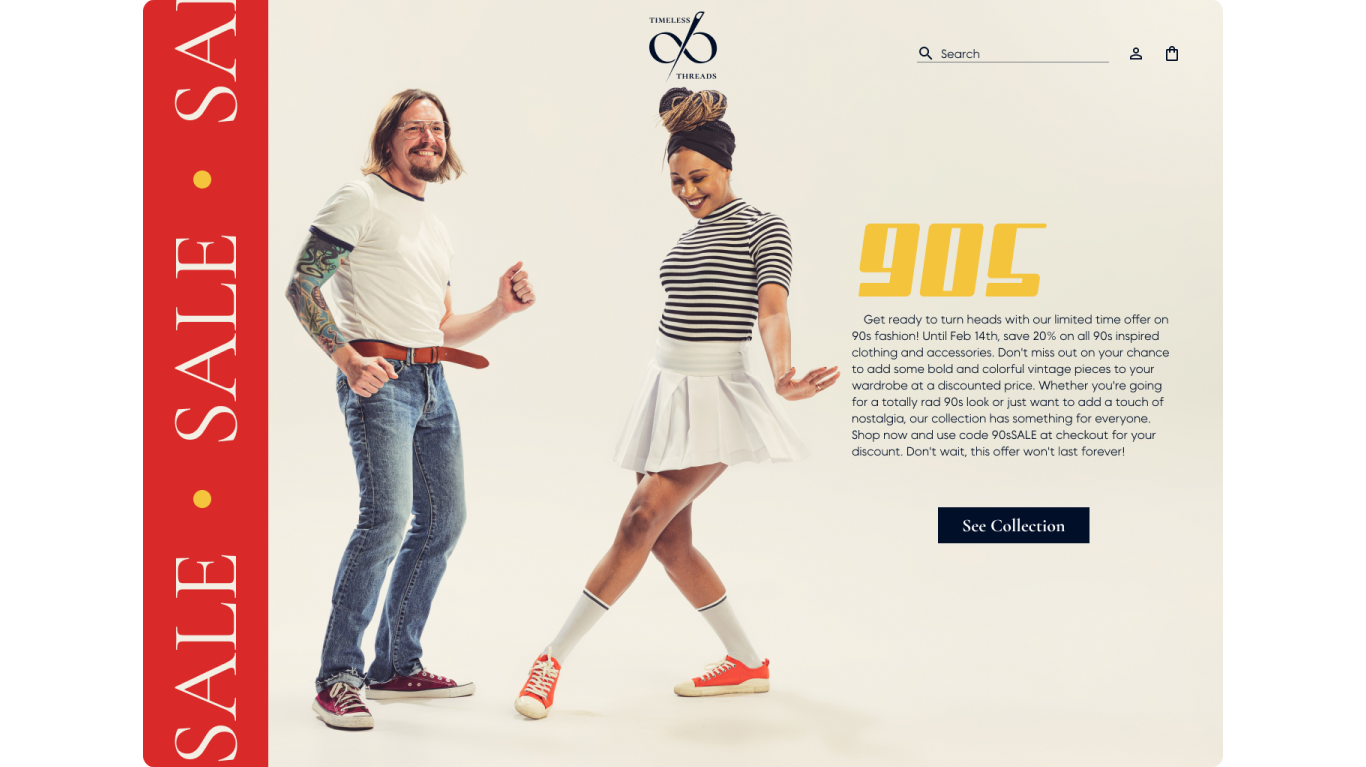 SALE
SALE
SA
TIMELESS
THREADS
Search
90s
Get ready to turn heads with our limited time offer on
90s fashion! Until Feb 14th, save 20% on all 90s inspired
clothing and accessories. Don't miss out on your chance
to add some bold and colorful vintage pieces to your
wardrobe at a discounted price. Whether you're going
for a totally rad 90s look or just want to add a touch of
nostalgia, our collection has something for everyone.
Shop now and use code 90sSALE at checkout for your
discount. Don't wait, this offer won't last forever!
See Collection